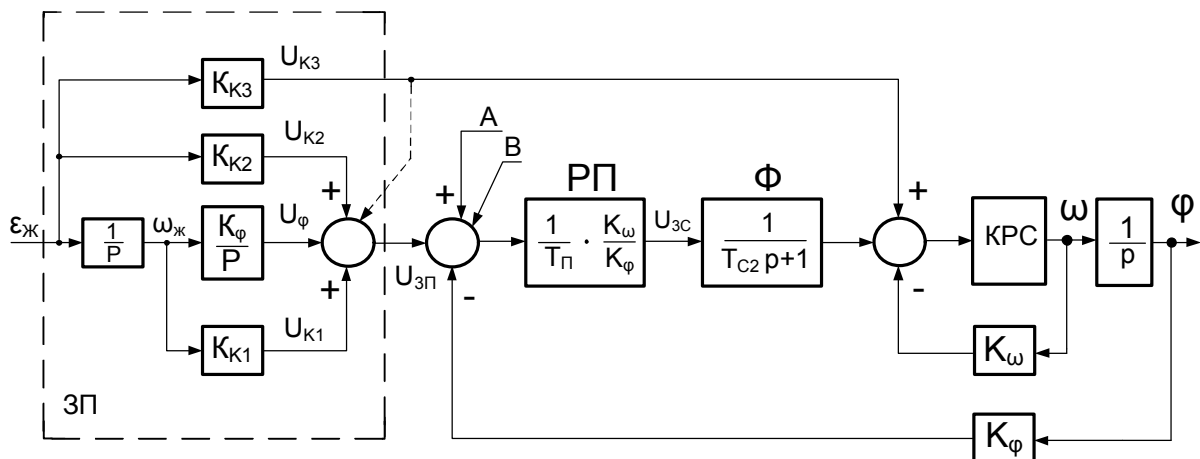 U_K3
K_K3
A
U_K2
B
K_K2
РП
Ф
+
+
+
ε_Ж
1/P
ω_Ж
K_φ/P
U_φ
1/T_П · K_ω/K_φ
U_ЗС
1/(T_C2 p+1)
КРС
ω
1/p
φ
U_ЗП
+
-
-
K_K1
U_K1
K_ω
ЗП
K_φ